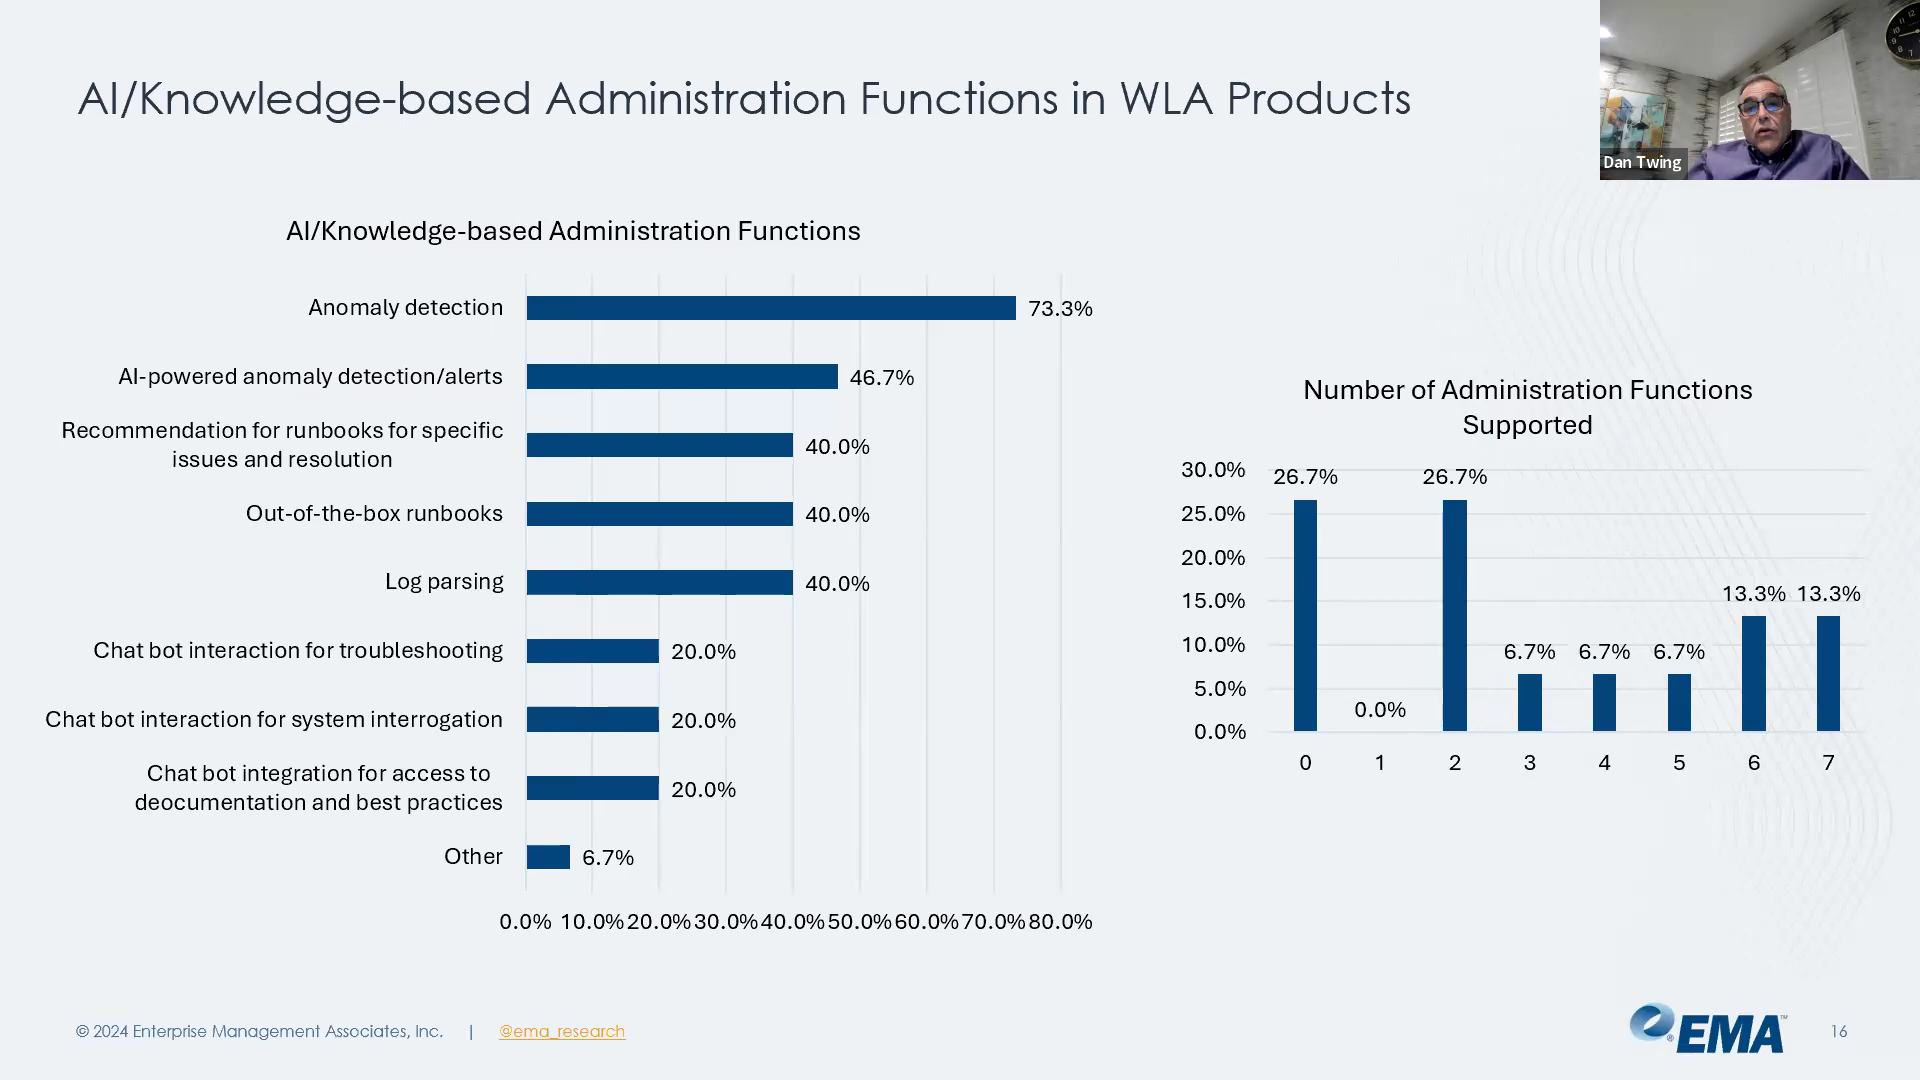 AI/Knowledge-based Administration Functions in WLA Products
Dan Twing
AI/Knowledge-based Administration Functions
Anomaly detection
73.3%
AI-powered anomaly detection/alerts
46.7%
Recommendation for runbooks for specific
issues and resolution
40.0%
Out-of-the-box runbooks
40.0%
Log parsing
40.0%
Chat bot interaction for troubleshooting
20.0%
Chat bot interaction for system interrogation
20.0%
Chat bot integration for access to
deocumentation and best practices
20.0%
Other
6.7%
0.0% 10.0% 20.0% 30.0% 40.0% 50.0% 60.0% 70.0% 80.0%
Number of Administration Functions
Supported
30.0%
25.0%
20.0%
15.0%
10.0%
5.0%
0.0%
26.7%
0.0%
26.7%
6.7%
6.7%
6.7%
13.3%
13.3%
0 1 2 3 4 5 6 7
© 2024 Enterprise Management Associates, Inc. | @ema_research
EMA™
16